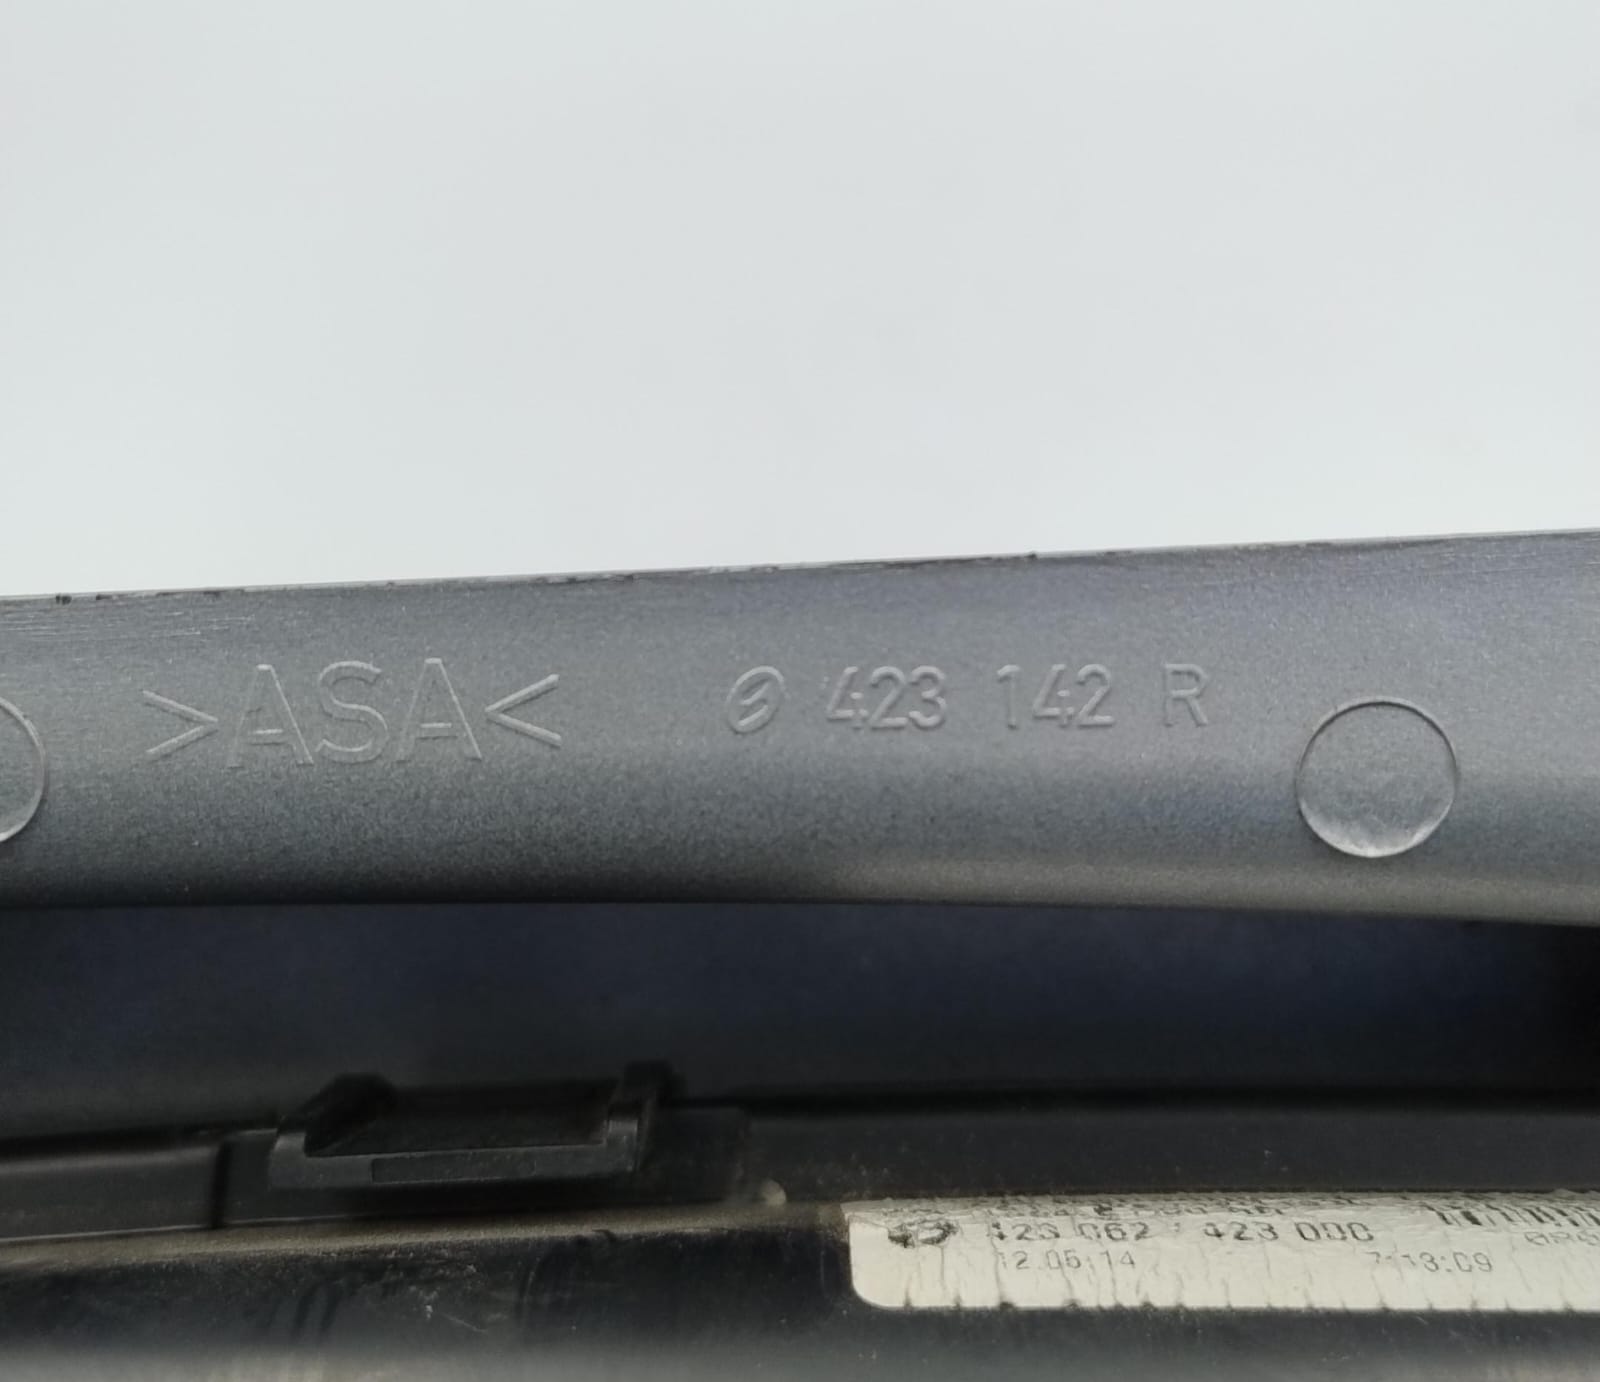 >ASA< 423 142 R
423 062 / 423 000
12.05.14 7:13:09